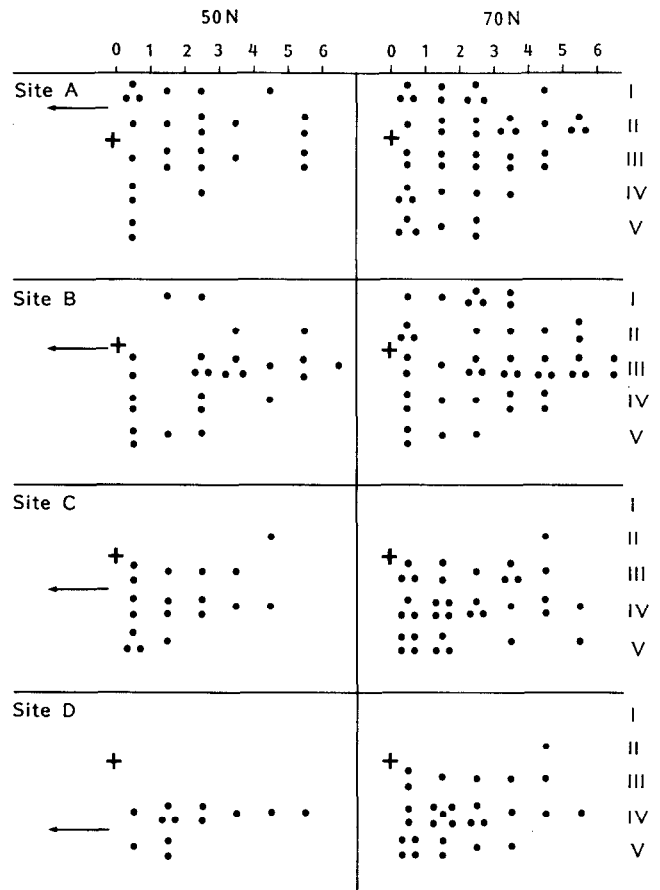 50 N 70 N
0 1 2 3 4 5 6 0 1 2 3 4 5 6
Site A I
II
III
IV
V
Site B I
II
III
IV
V
Site C I
II
III
IV
V
Site D I
II
III
IV
V